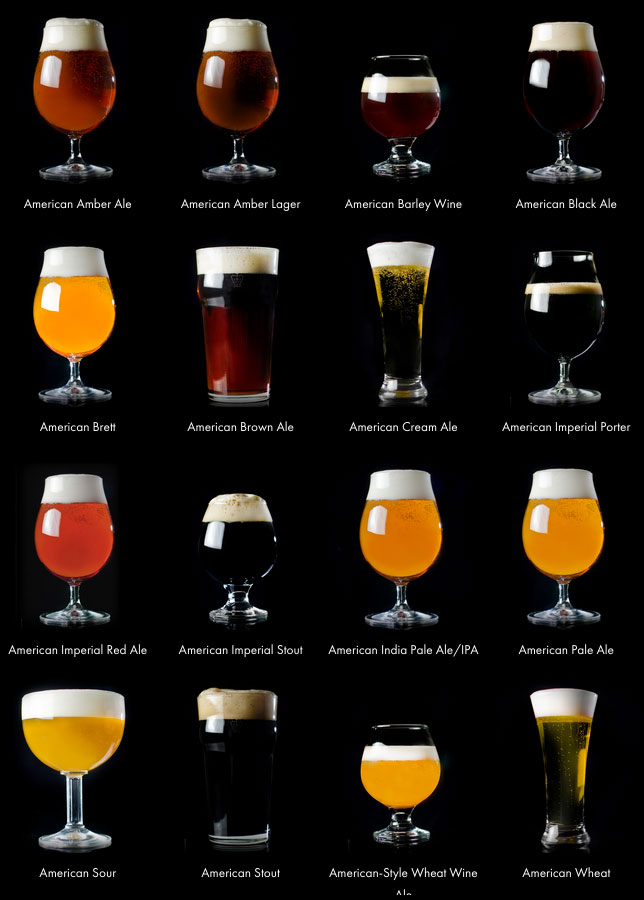 American Amber Ale
American Amber Lager
American Barley Wine
American Black Ale
American Brett
American Brown Ale
American Cream Ale
American Imperial Porter
American Imperial Red Ale
American Imperial Stout
American India Pale Ale/IPA
American Pale Ale
American Sour
American Stout
American-Style Wheat Wine
Ale
American Wheat